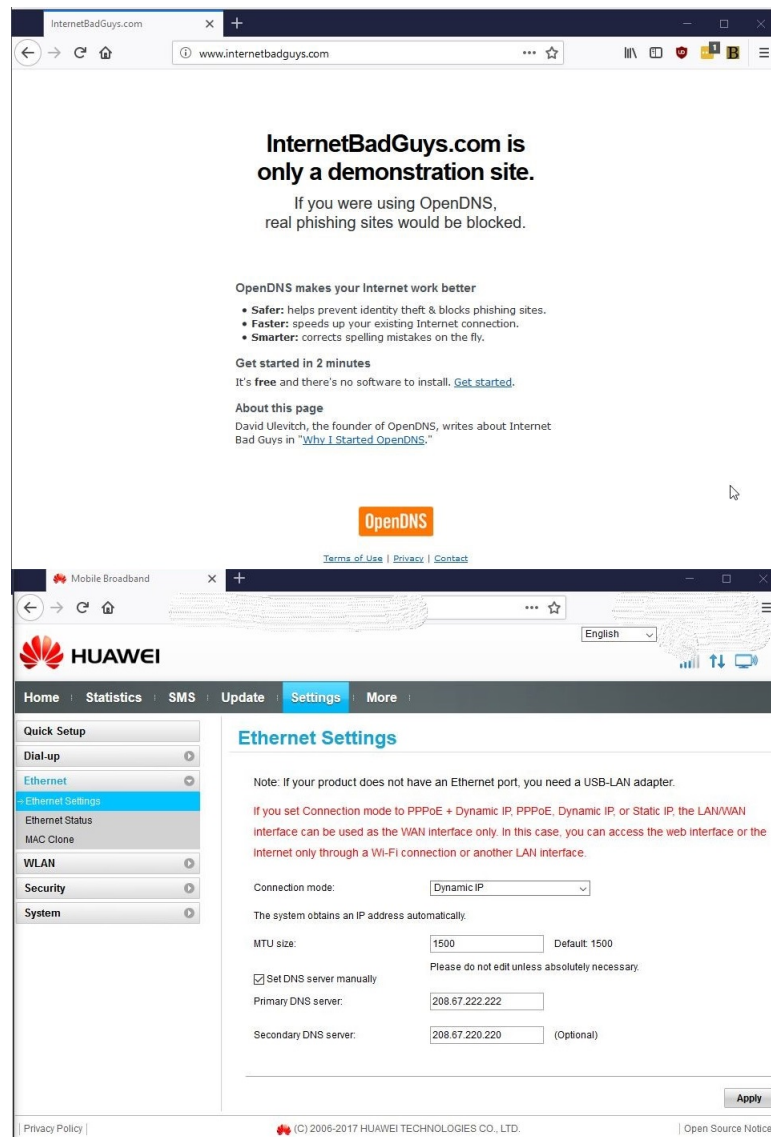 InternetBadGuys.com
www.internetbadguys.com
1
B
InternetBadGuys.com is
only a demonstration site.
If you were using OpenDNS,
real phishing sites would be blocked.
OpenDNS makes your Internet work better
• Safer: helps prevent identity theft & blocks phishing sites.
• Faster: speeds up your existing Internet connection.
• Smarter: corrects spelling mistakes on the fly.
Get started in 2 minutes
It's free and there's no software to install. Get started.
About this page
David Ulevitch, the founder of OpenDNS, writes about Internet
Bad Guys in "Why I Started OpenDNS."
OpenDNS
Terms of Use | Privacy | Contact
Mobile Broadband
English
HUAWEI
Home Statistics SMS Update Settings More
Quick Setup
Dial-up
Ethernet
Ethernet Settings
Ethernet Status
MAC Clone
WLAN
Security
System
Ethernet Settings
Note: If your product does not have an Ethernet port, you need a USB-LAN adapter.
If you set Connection mode to PPPoE + Dynamic IP, PPPoE, Dynamic IP, or Static IP, the LAN/WAN
interface can be used as the WAN interface only. In this case, you can access the web interface or the
Internet only through a Wi-Fi connection or another LAN interface.
Connection mode: Dynamic IP
The system obtains an IP address automatically.
MTU size: 1500 Default: 1500
Please do not edit unless absolutely necessary.
Set DNS server manually
Primary DNS server: 208.67.222.222
Secondary DNS server: 208.67.220.220 (Optional)
Apply
Privacy Policy | (C) 2006-2017 HUAWEI TECHNOLOGIES CO., LTD. | Open Source Notice